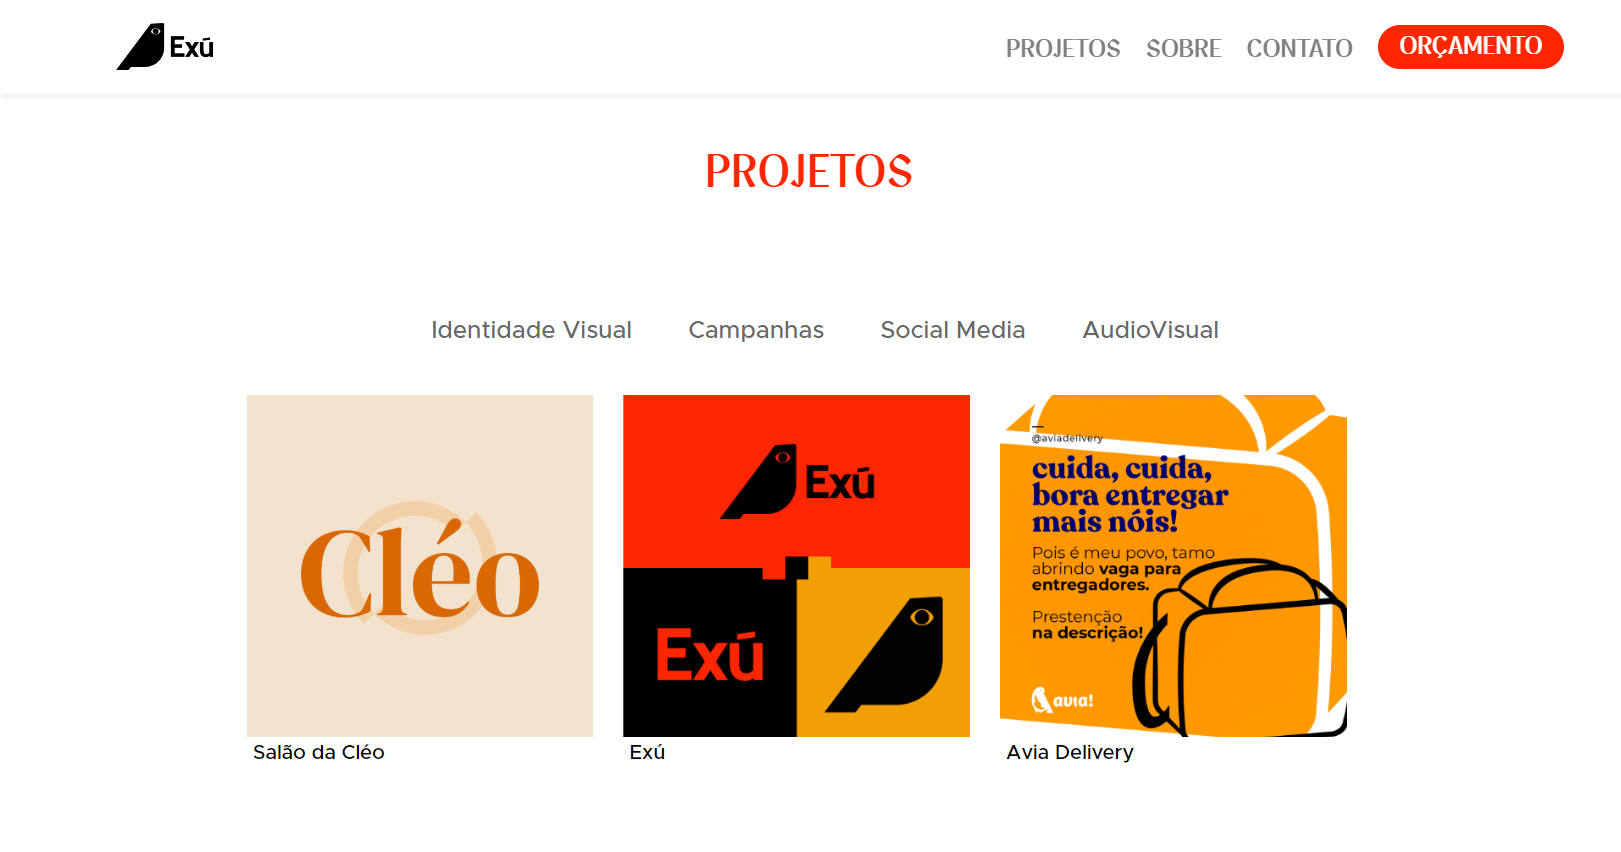 Exú
PROJETOS SOBRE CONTATO ORÇAMENTO
PROJETOS
Identidade Visual Campanhas Social Media AudioVisual
Cléo
Salão da Cléo
Exú
Exú
Exú
@aviadelivery
cuida, cuida,
bora entregar
mais nóis!
Pois é meu povo, tamo
abrindo vaga para
entregadores.
Prestenção
na descrição!
avia!
Avia Delivery